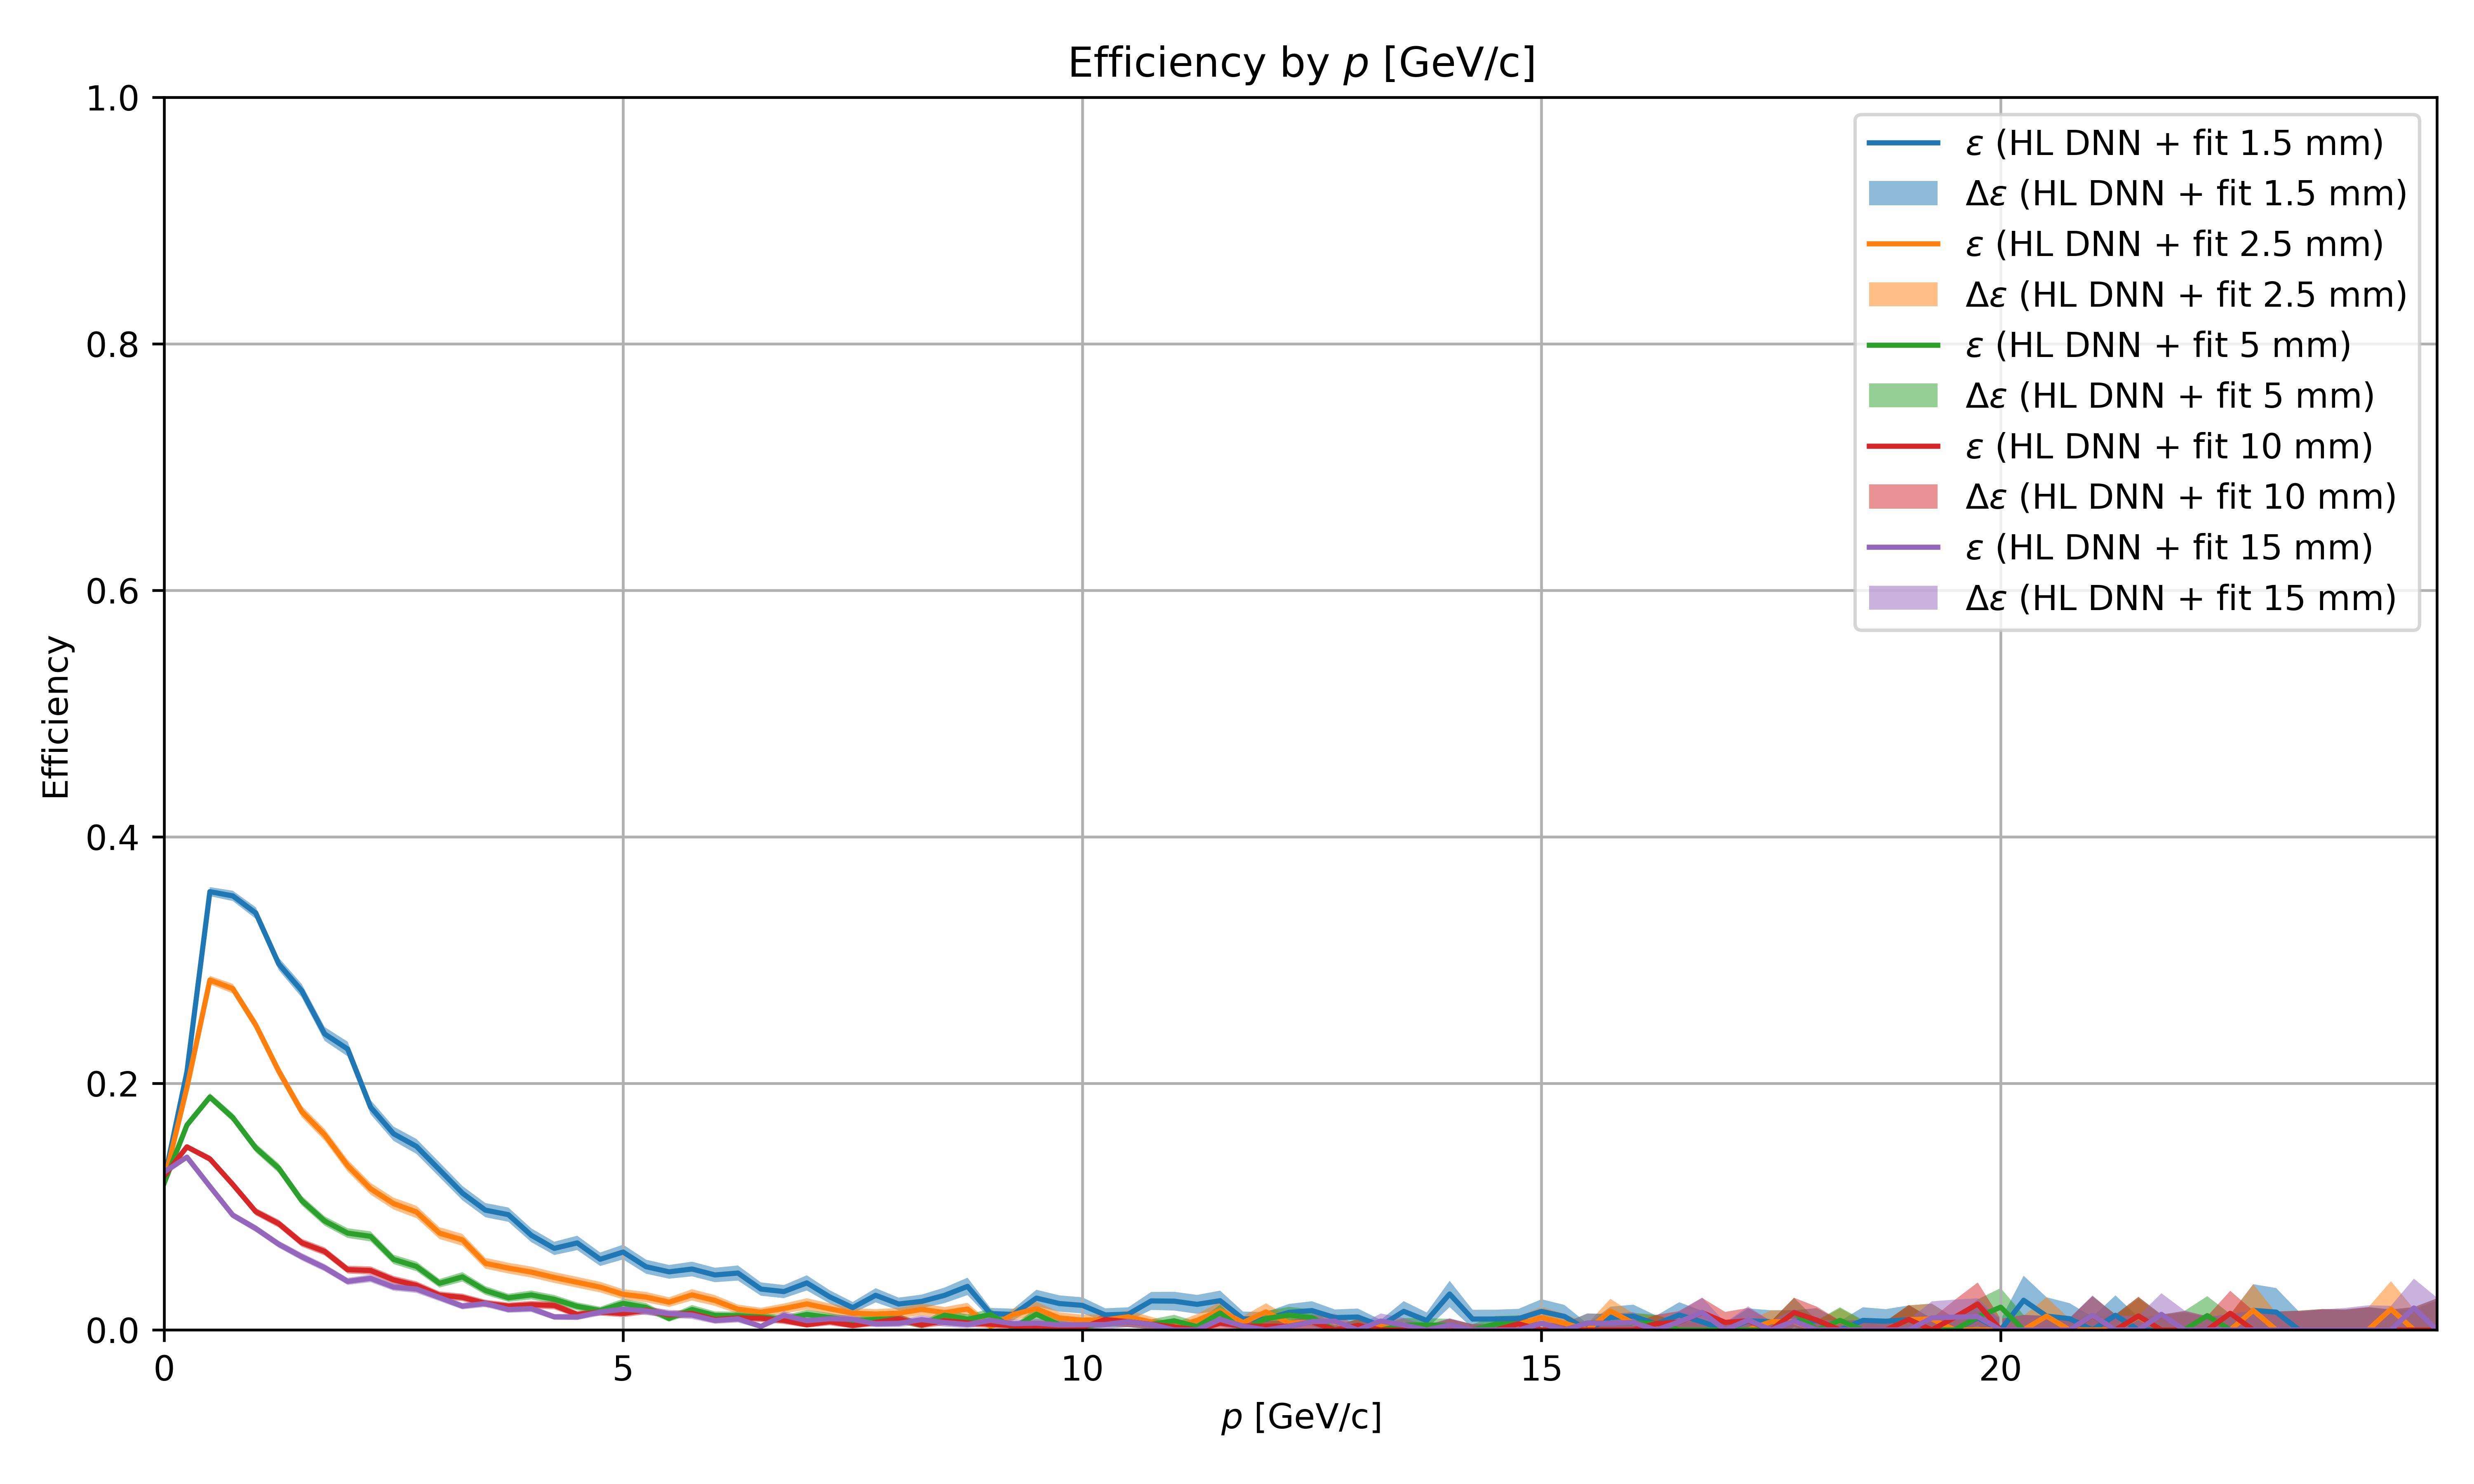 Efficiency by p [GeV/c]
1.0
0.8
0.6
0.4
0.2
0.0
Efficiency
ε (HL DNN + fit 1.5 mm)
Δε (HL DNN + fit 1.5 mm)
ε (HL DNN + fit 2.5 mm)
Δε (HL DNN + fit 2.5 mm)
ε (HL DNN + fit 5 mm)
Δε (HL DNN + fit 5 mm)
ε (HL DNN + fit 10 mm)
Δε (HL DNN + fit 10 mm)
ε (HL DNN + fit 15 mm)
Δε (HL DNN + fit 15 mm)
0 5 10 15 20
p [GeV/c]